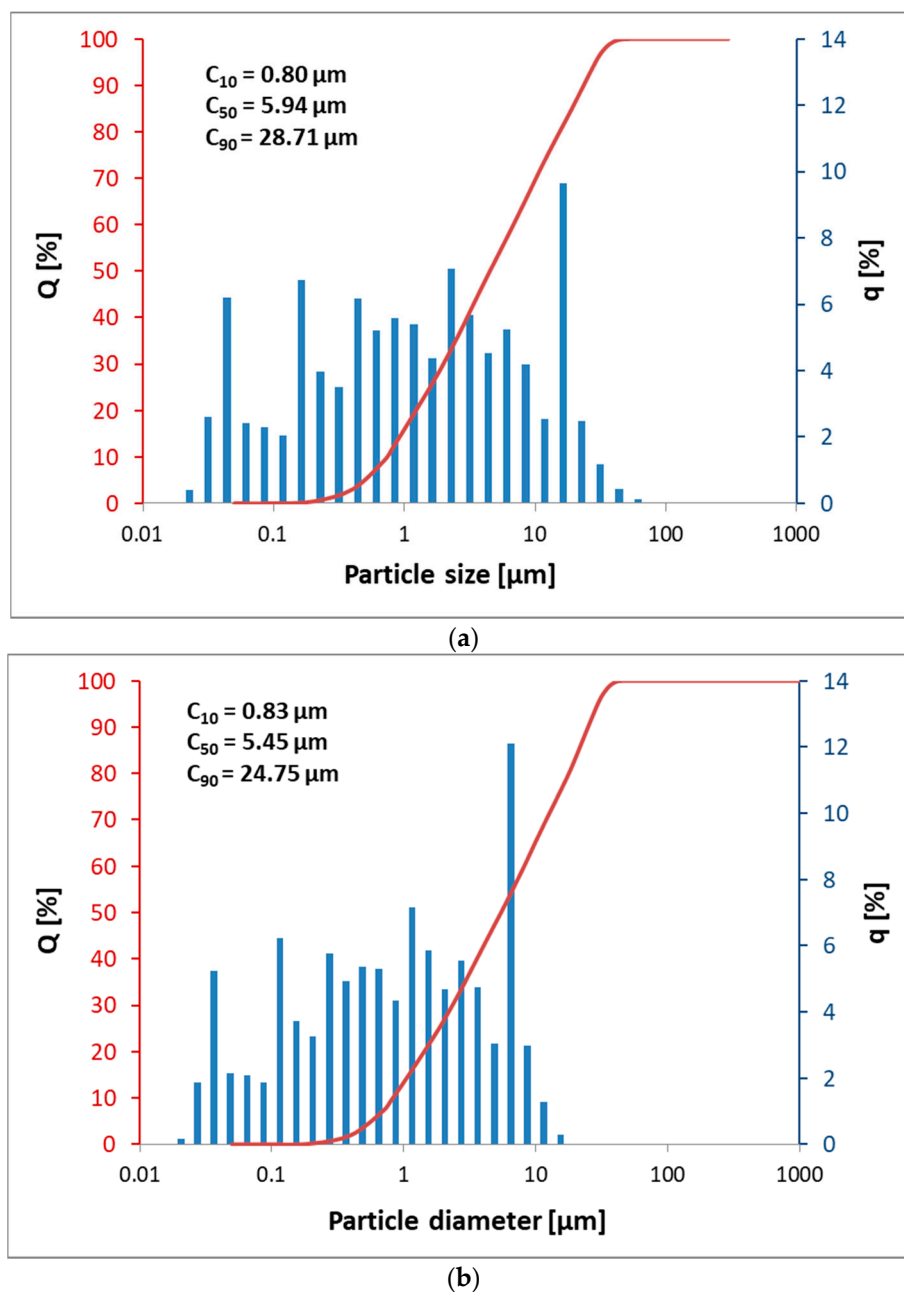 C10 = 0.80 µm
C50 = 5.94 µm
C90 = 28.71 µm
Q [%]
100
90
80
70
60
50
40
30
20
10
0
14
12
10
8
6
4
2
0
q [%]
0.01 0.1 1 10 100 1000
Particle size [µm]
(a)
C10 = 0.83 µm
C50 = 5.45 µm
C90 = 24.75 µm
Q [%]
100
90
80
70
60
50
40
30
20
10
0
14
12
10
8
6
4
2
0
q [%]
0.01 0.1 1 10 100 1000
Particle diameter [µm]
(b)